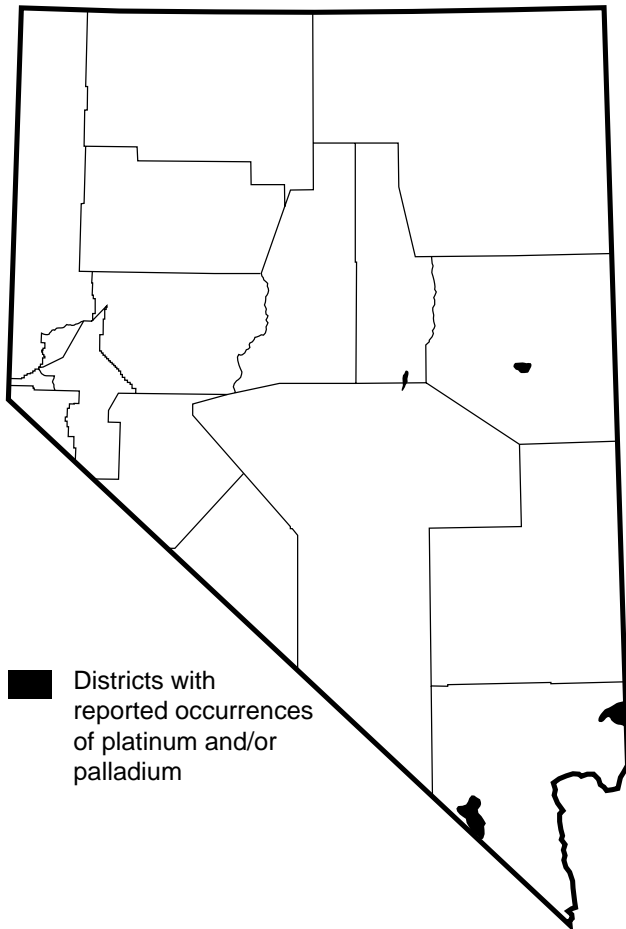 Districts with
reported occurrences
of platinum and/or
palladium